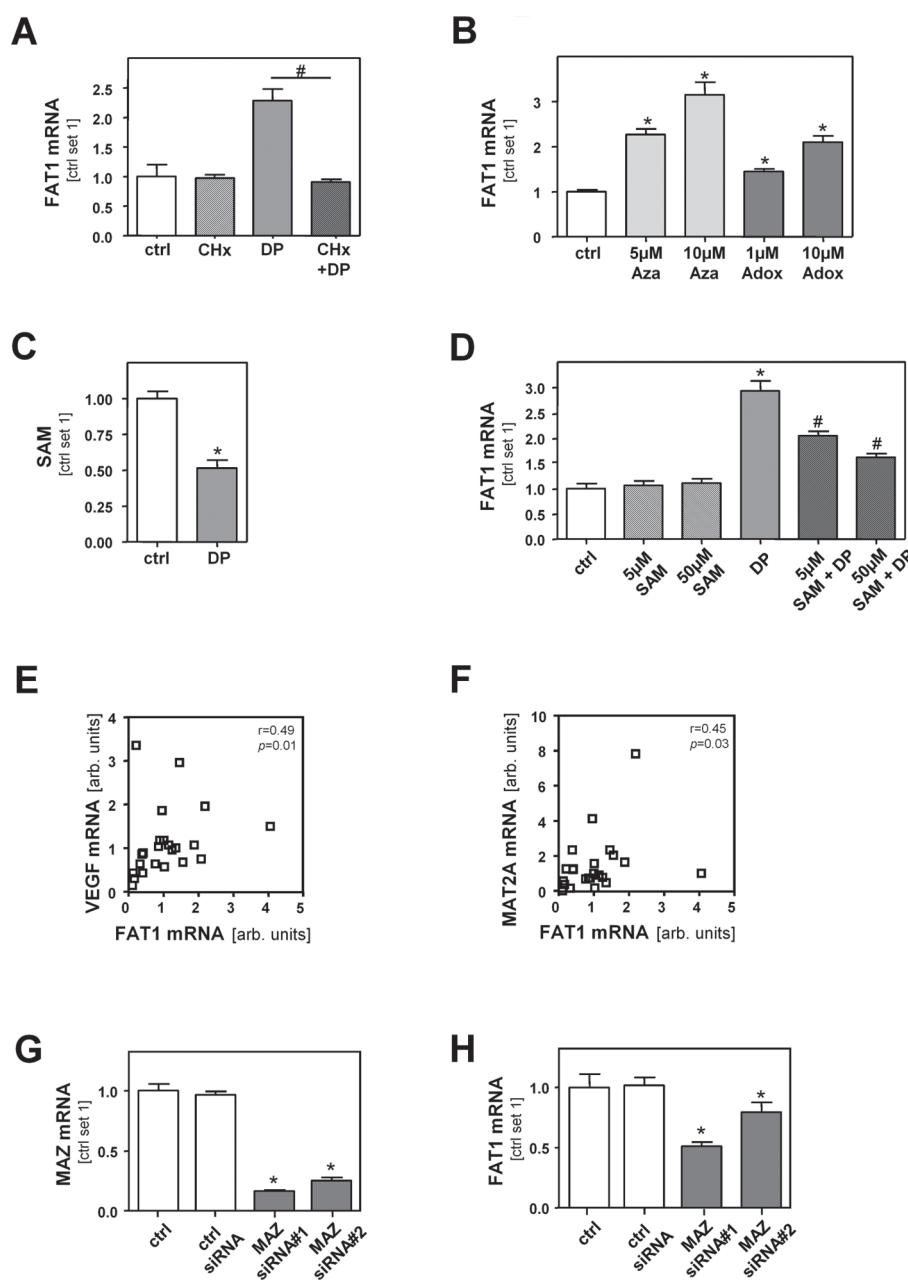 A
FAT1 mRNA
[ctrl set 1]
2.5
2.0
1.5
1.0
0.5
0.0
#
ctrl
CHx
DP
CHx
+DP
B
FAT1 mRNA
[ctrl set 1]
3
2
1
0
*
*
*
*
ctrl
5µM
Aza
10µM
Aza
1µM
Adox
10µM
Adox
C
SAM
[ctrl set 1]
1.00
0.75
0.50
0.25
0.00
*
ctrl
DP
D
FAT1 mRNA
[ctrl set 1]
3.0
2.5
2.0
1.5
1.0
0.5
0.0
*
#
#
ctrl
5µM
SAM
50µM
SAM
DP
5µM
SAM + DP
50µM
SAM + DP
E
VEGF mRNA [arb. units]
4
3
2
1
0
r=0.49
p=0.01
0 1 2 3 4 5
FAT1 mRNA [arb. units]
F
MAT2A mRNA [arb. units]
10
8
6
4
2
0
r=0.45
p=0.03
0 1 2 3 4 5
FAT1 mRNA [arb. units]
G
MAZ mRNA
[ctrl set 1]
1.0
0.5
0.0
*
*
ctrl
ctrl
siRNA
MAZ
siRNA#1
MAZ
siRNA#2
H
FAT1 mRNA
[ctrl set 1]
1.0
0.5
0.0
*
*
ctrl
ctrl
siRNA
MAZ
siRNA#1
MAZ
siRNA#2